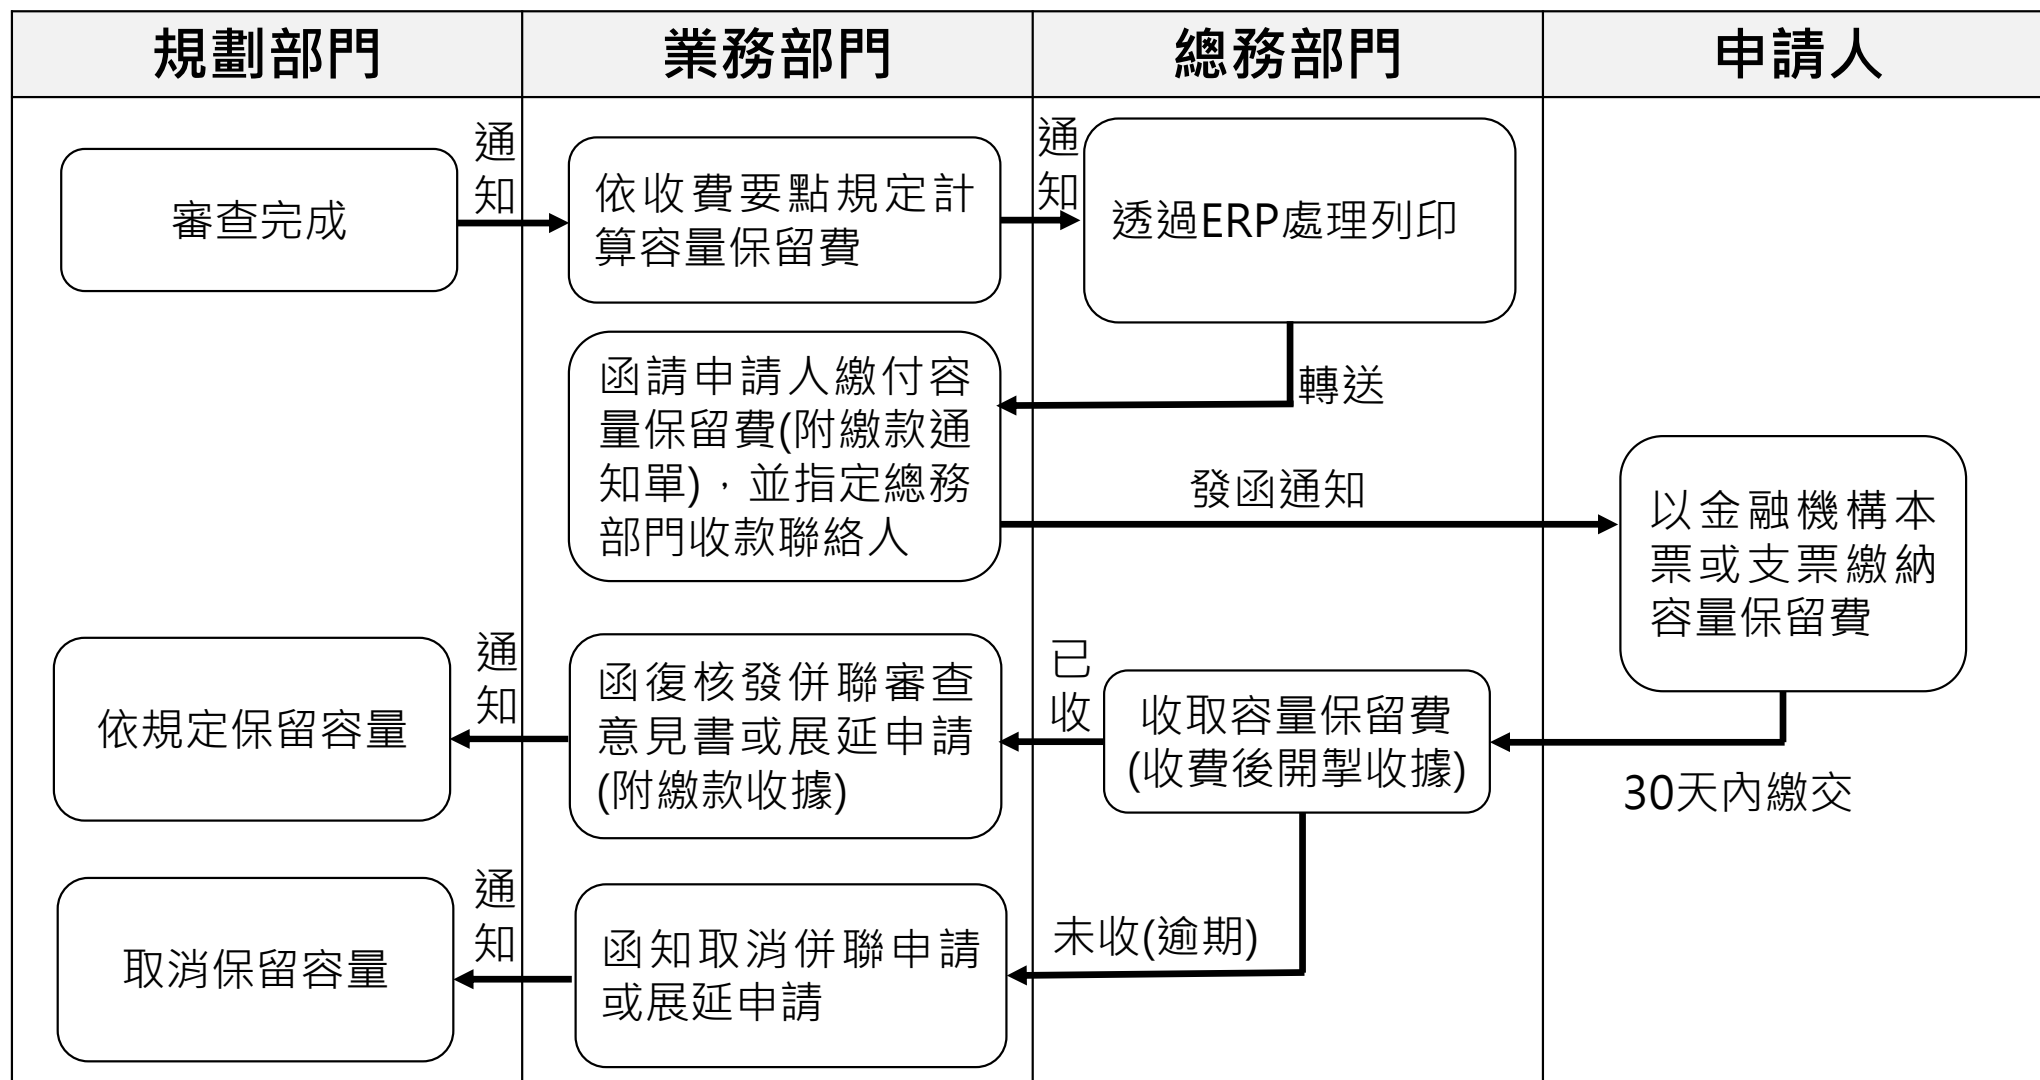 規劃部門
業務部門
總務部門
申請人
審查完成
通
知
依收費要點規定計
算容量保留費
通
知
透過ERP處理列印
轉送
函請申請人繳付容
量保留費(附繳款通
知單)，並指定總務
部門收款聯絡人
發函通知
以金融機構本
票或支票繳納
容量保留費
30天內繳交
收取容量保留費
(收費後開掣收據)
已
收
函復核發併聯審查
意見書或展延申請
(附繳款收據)
通
知
依規定保留容量
未收(逾期)
函知取消併聯申請
或展延申請
通
知
取消保留容量